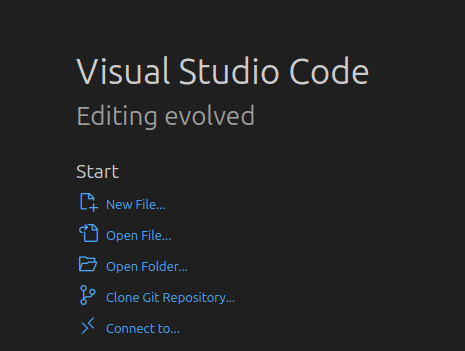 Visual Studio Code
Editing evolved
Start
New File...
Open File...
Open Folder...
Clone Git Repository...
Connect to...